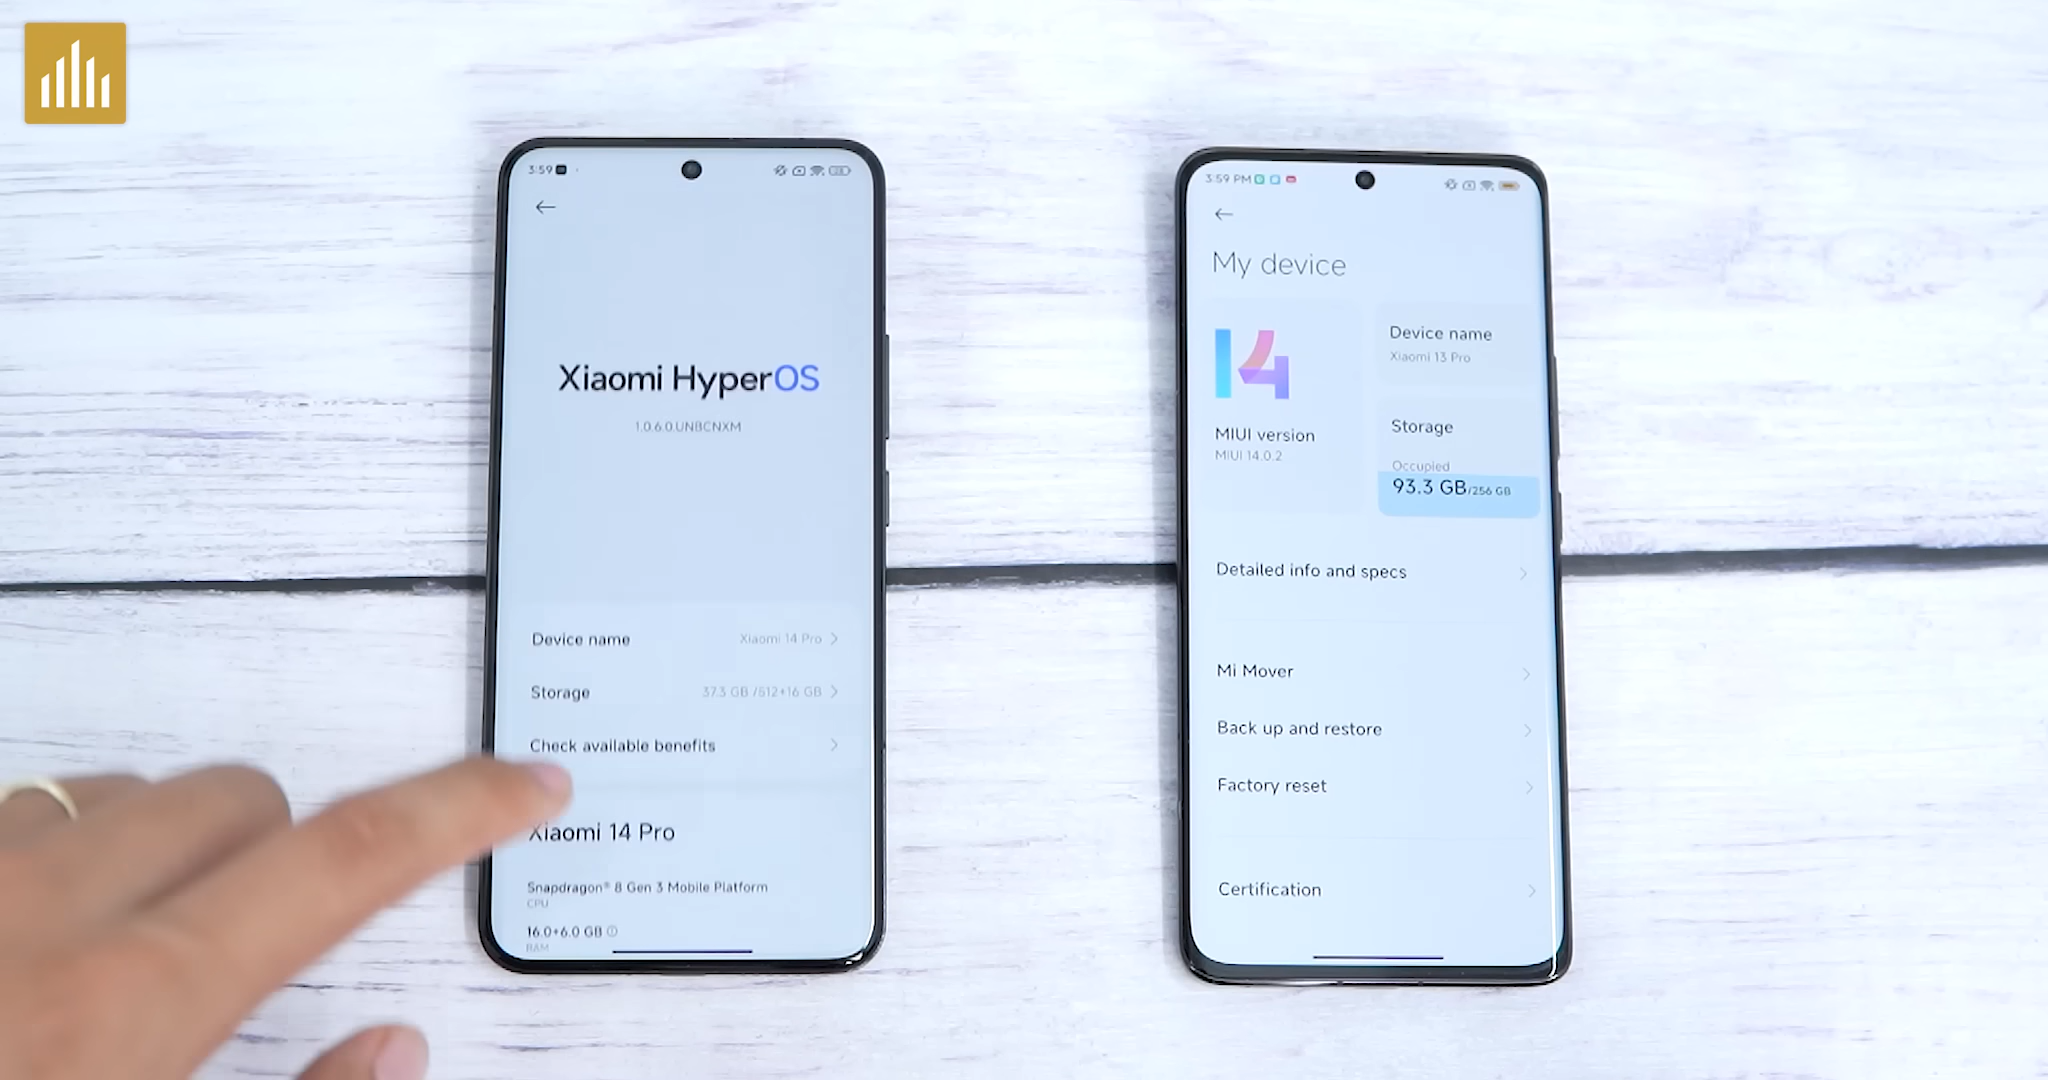 3:59
Xiaomi HyperOS
1.0.6.0.UNBCNXM
Device name
Xiaomi 14 Pro
Storage
37.3 GB /512+16 GB
Check available benefits
Xiaomi 14 Pro
Snapdragon® 8 Gen 3 Mobile Platform
CPU
16.0+6.0 GB
RAM
3:59 PM
My device
14
MIUI version
MIUI 14.0.2
Device name
Xiaomi 13 Pro
Storage
Occupied
93.3 GB/256 GB
Detailed info and specs
Mi Mover
Back up and restore
Factory reset
Certification